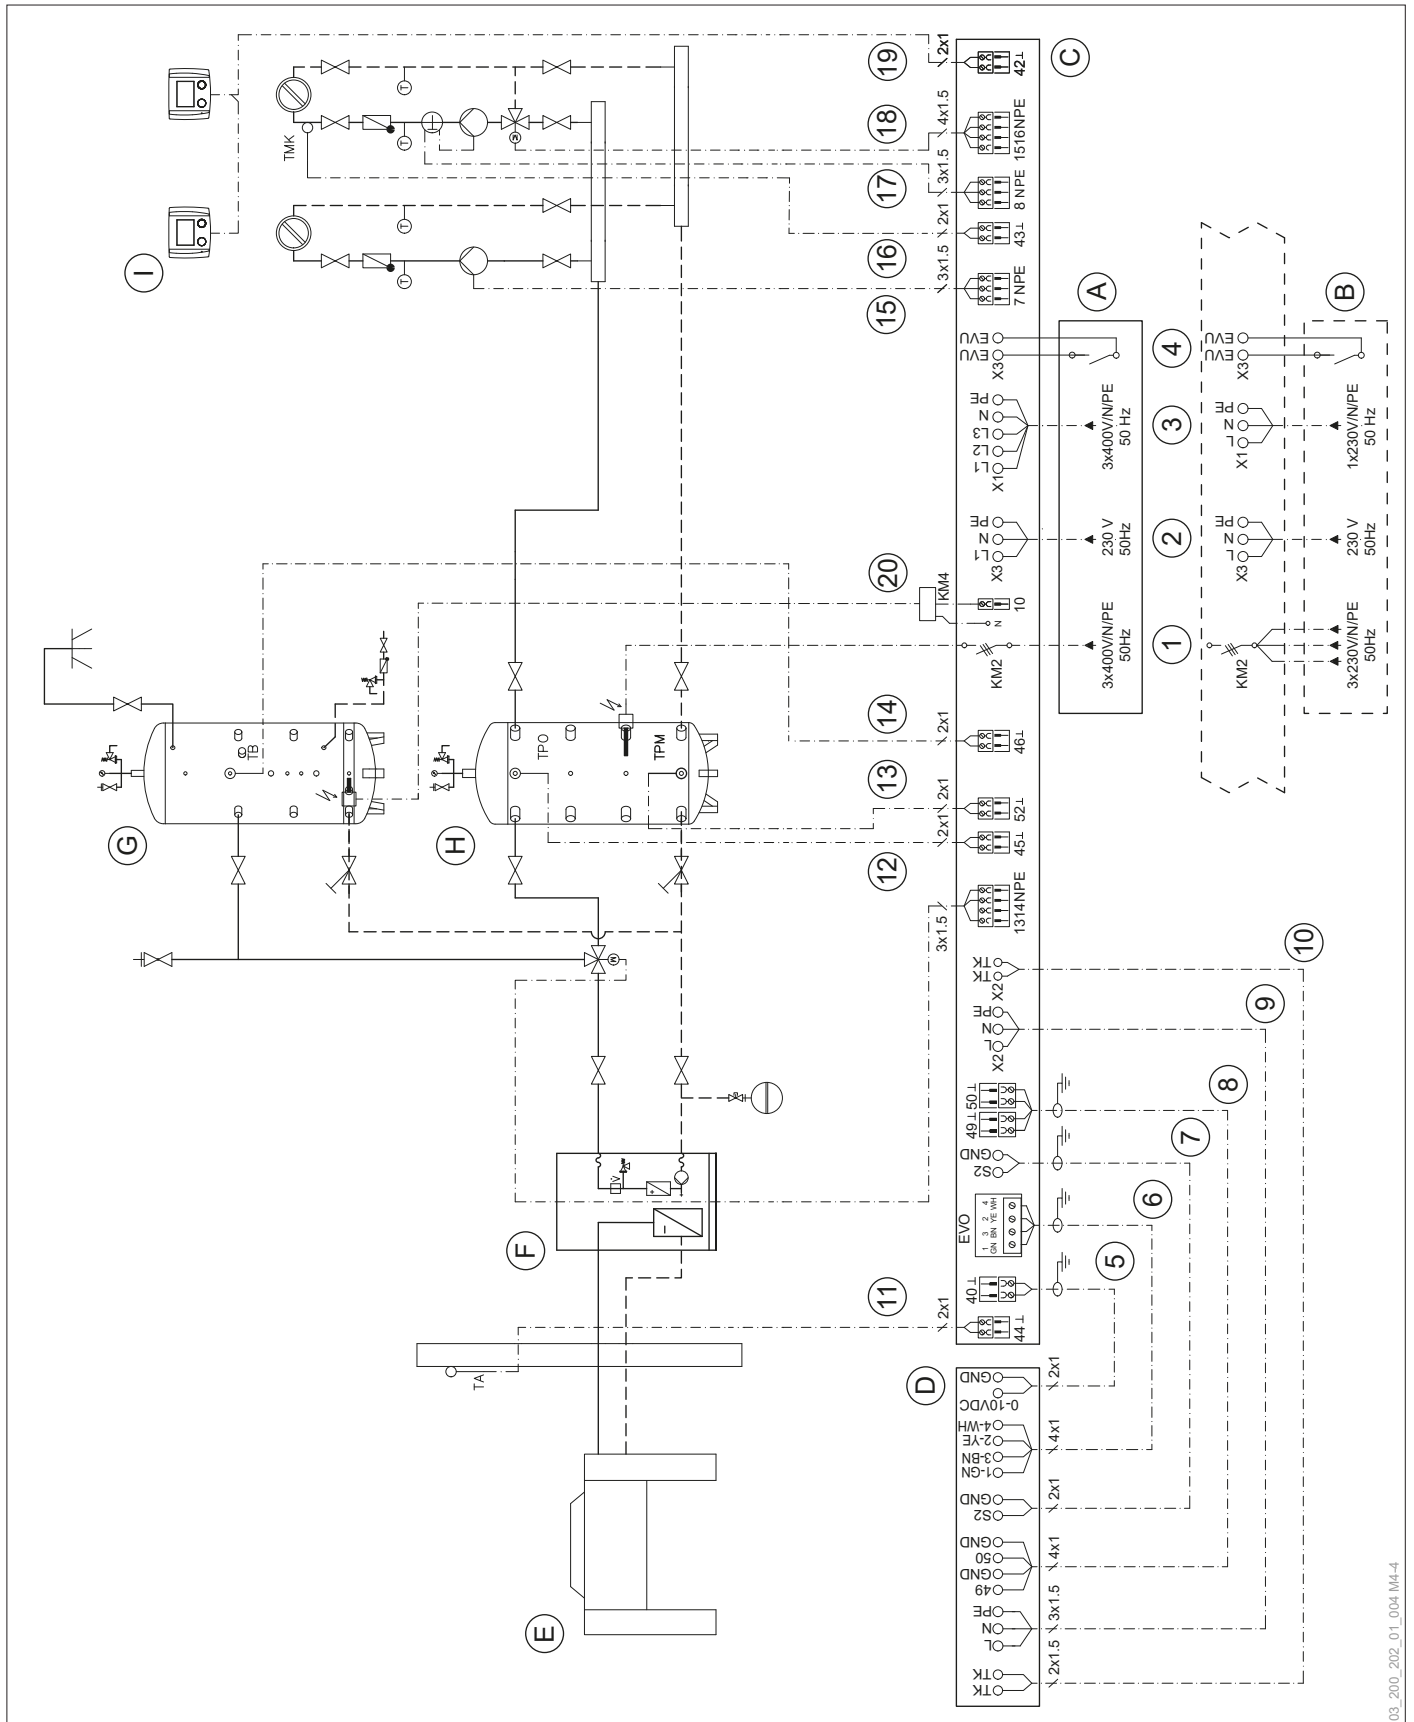 I
TMK
T
T
T
T
M
G
TB
H
TPO
TPM
M
F
V
E
TA
19
2x1
C
42⊥
18
4x1.5
1516NPE
17
3x1.5
8 NPE
16
2x1
43⊥
15
3x1.5
7 NPE
EVU
EVU
X3
PE
N
L3
L2
L1
X1
PE
N
L1
X3
20
KM4
10
N
KM2
14
2x1
46⊥
13
2x1
52⊥
12
2x1
45⊥
3x1.5
1314NPE
TK
TK
X2
PE
N
L
X2
50⊥
49⊥
GND
S2
EVO
1 3 2 4
GN BN YE WH
40⊥
11
2x1
44⊥
A
3x400V/N/PE
50 Hz
230 V
50Hz
3x400V/N/PE
50Hz
4
3
2
1
EVU
EVU
X3
PE
N
L
X1
PE
N
L
X3
KM2
B
1x230V/N/PE
50 Hz
230 V
50Hz
3x230V/N/PE
50Hz
10
9
8
7
6
5
D
GND
0-10VDC
2x1
4-WH
2-YE
3-BN
1-GN
4x1
GND
S2
2x1
GND
50
GND
49
4x1
PE
N
L
3x1.5
TK
TK
2x1.5
03_200_202_01_004 M4-4